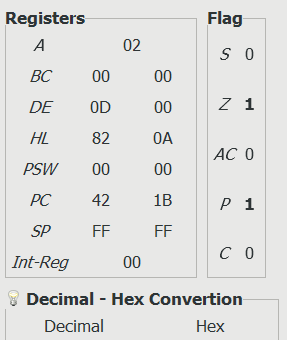 Registers
A 02
BC 00 00
DE 0D 00
HL 82 0A
PSW 00 00
PC 42 1B
SP FF FF
Int-Reg 00
Flag
S 0
Z 1
AC 0
P 1
C 0
Decimal - Hex Convertion
Decimal Hex